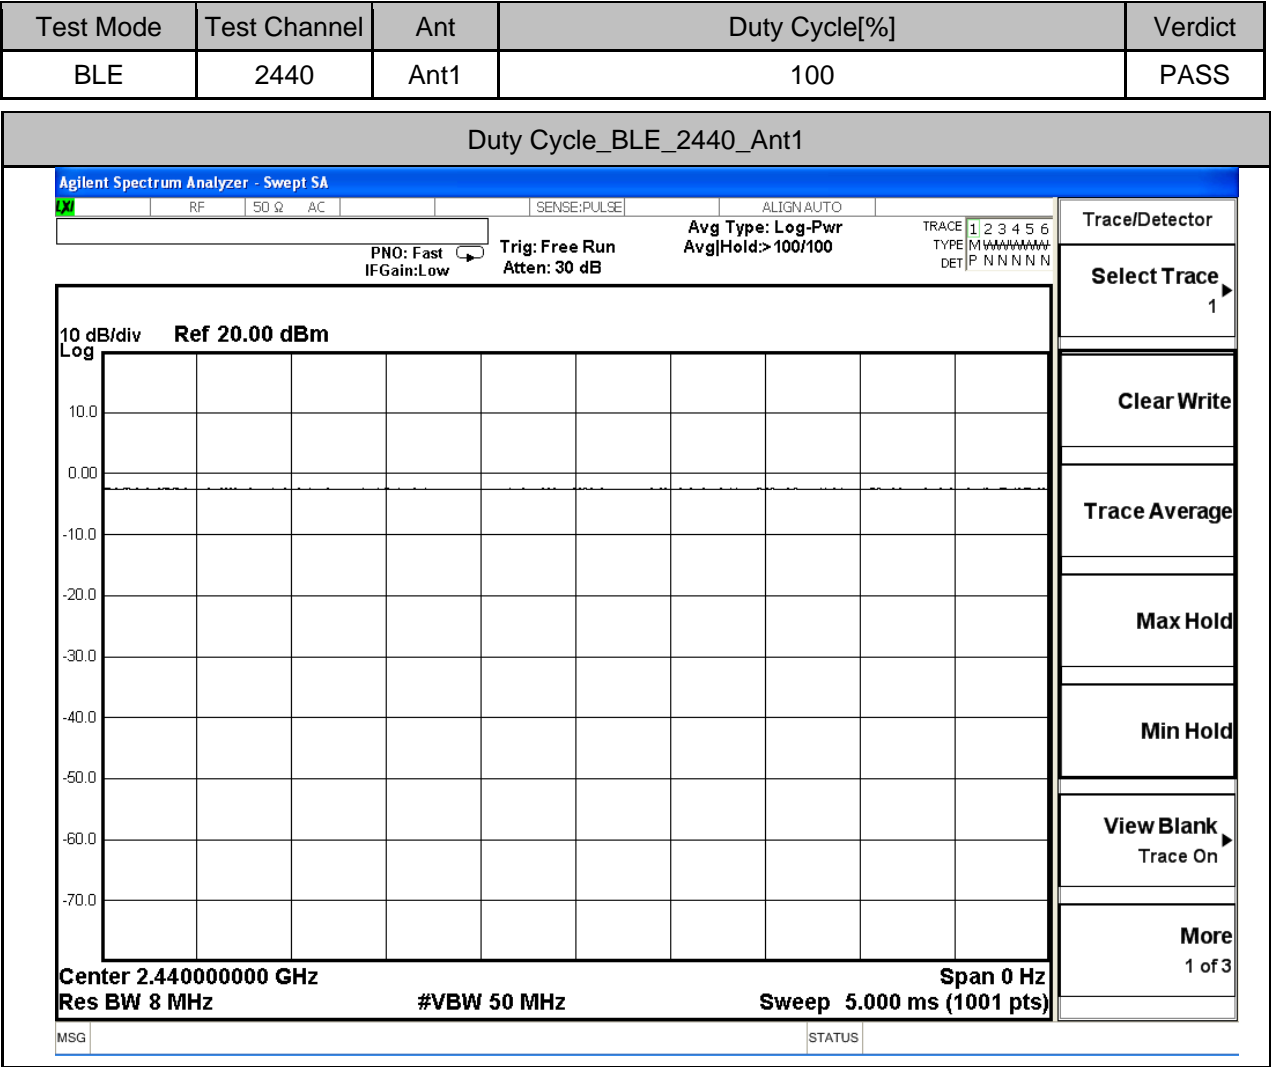 Test Mode Test Channel Ant Duty Cycle[%] Verdict
BLE 2440 Ant1 100 PASS
Duty Cycle_BLE_2440_Ant1
Agilent Spectrum Analyzer - Swept SA
LXI RF 50 Ω AC SENSE:PULSE ALIGN AUTO
PNO: Fast
IFGain:Low
Trig: Free Run
Atten: 30 dB
Avg Type: Log-Pwr
Avg|Hold:>100/100
TRACE 1 2 3 4 5 6
TYPE M WWWWW
DET P N N N N N
Trace/Detector
Select Trace
1
Clear Write
Trace Average
Max Hold
Min Hold
View Blank
Trace On
More
1 of 3
10 dB/div Ref 20.00 dBm
Log
10.0
0.00
-10.0
-20.0
-30.0
-40.0
-50.0
-60.0
-70.0
Center 2.440000000 GHz Span 0 Hz
Res BW 8 MHz #VBW 50 MHz Sweep 5.000 ms (1001 pts)
MSG STATUS